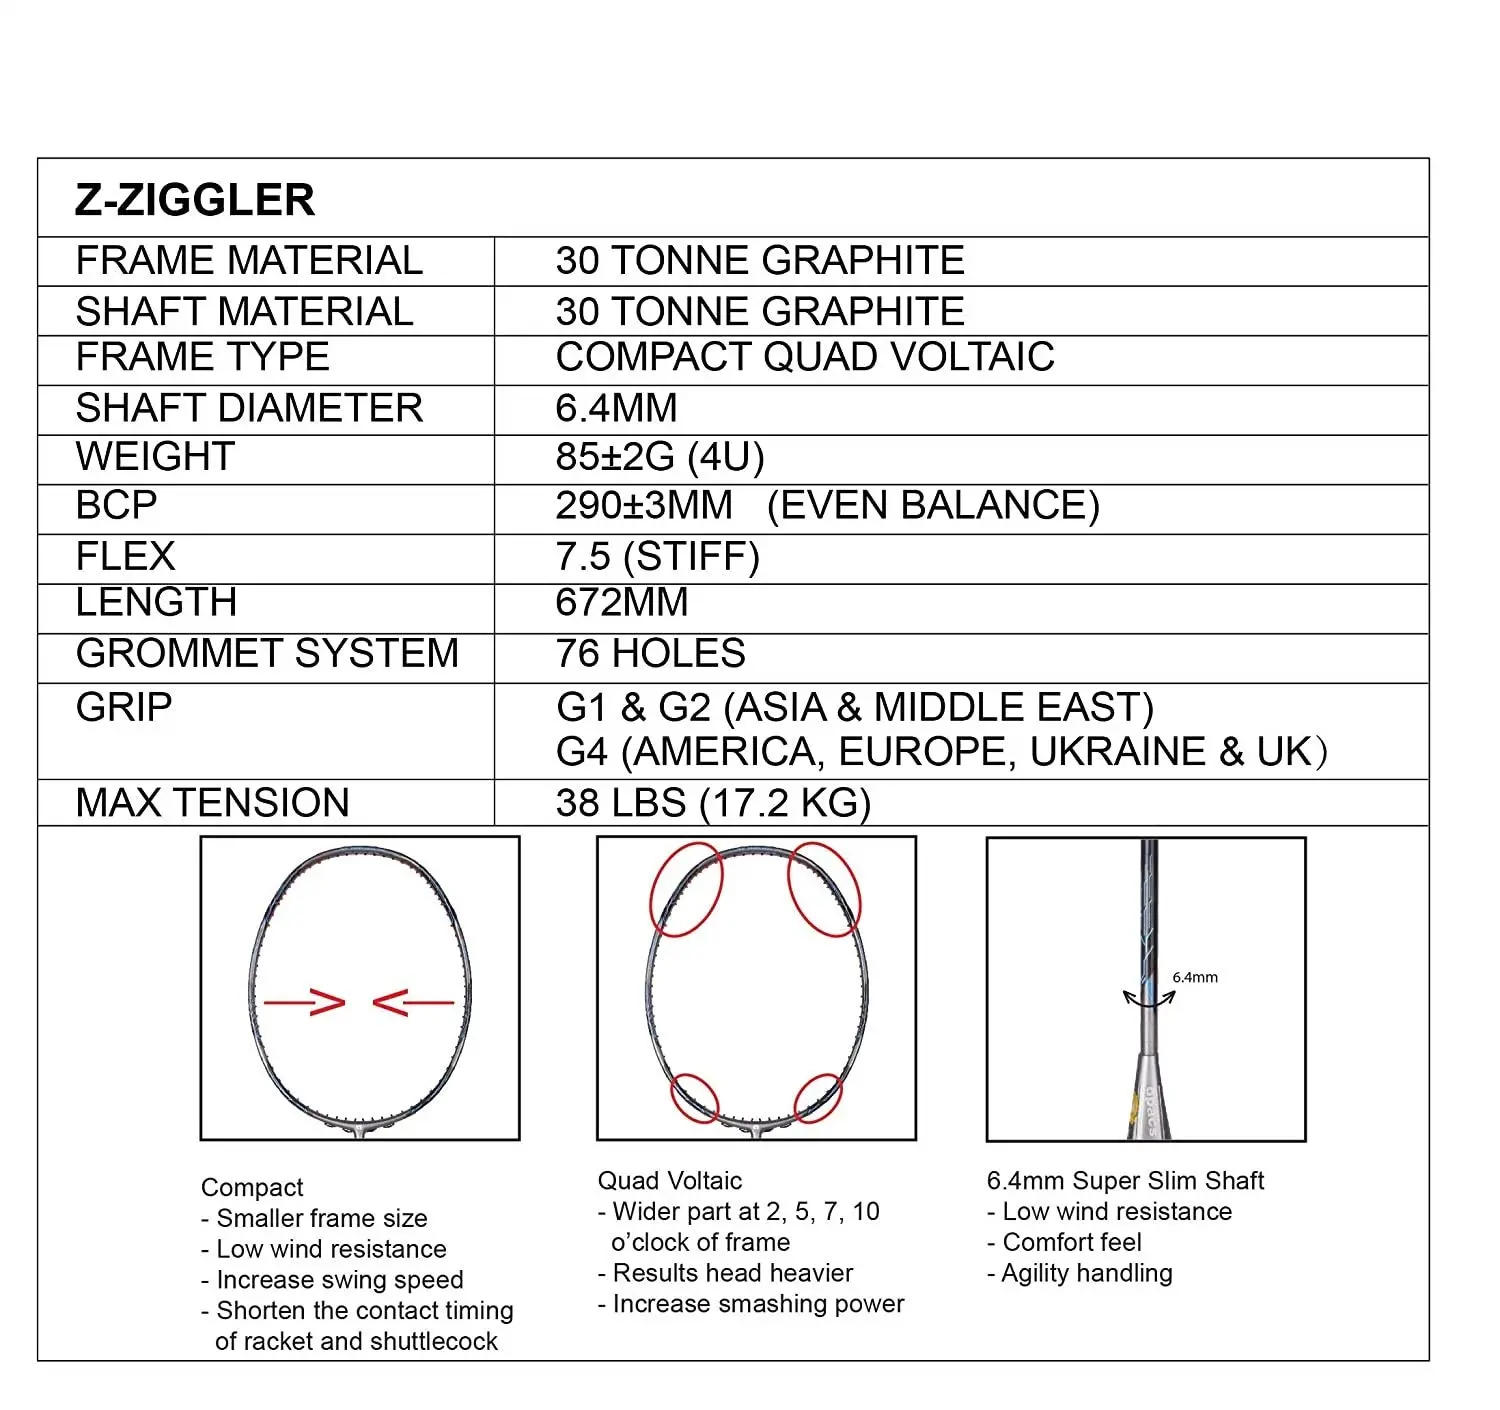 Z-ZIGGLER
FRAME MATERIAL 30 TONNE GRAPHITE
SHAFT MATERIAL 30 TONNE GRAPHITE
FRAME TYPE COMPACT QUAD VOLTAIC
SHAFT DIAMETER 6.4MM
WEIGHT 85±2G (4U)
BCP 290±3MM (EVEN BALANCE)
FLEX 7.5 (STIFF)
LENGTH 672MM
GROMMET SYSTEM 76 HOLES
GRIP G1 & G2 (ASIA & MIDDLE EAST)
G4 (AMERICA, EUROPE, UKRAINE & UK）
MAX TENSION 38 LBS (17.2 KG)
6.4mm
apacs
Compact
- Smaller frame size
- Low wind resistance
- Increase swing speed
- Shorten the contact timing
of racket and shuttlecock
Quad Voltaic
- Wider part at 2, 5, 7, 10
o’clock of frame
- Results head heavier
- Increase smashing power
6.4mm Super Slim Shaft
- Low wind resistance
- Comfort feel
- Agility handling